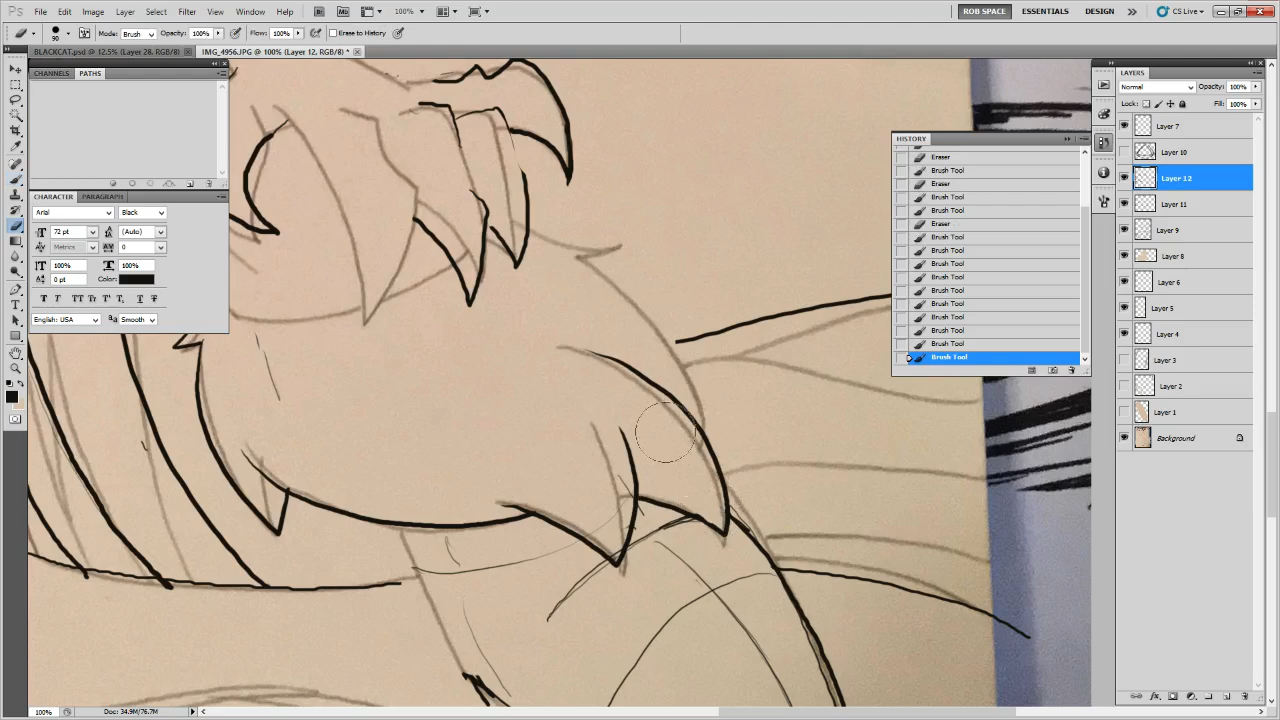 Ps File Edit Image Layer Select Filter View Window Help Br Mb 100% ROB SPACE ESSENTIALS DESIGN CS Live
90 Mode: Brush Opacity: 100% Flow: 100% Erase to History
BLACKCAT.psd @ 12.5% (Layer 28, RGB/8) IMG_4956.JPG @ 100% (Layer 12, RGB/8) *
CHANNELS PATHS
CHARACTER PARAGRAPH
Arial Black
72 pt (Auto)
Metrics 0
100% 100%
0 pt Color:
English: USA Smooth
HISTORY
Eraser
Brush Tool
Eraser
Brush Tool
Brush Tool
Eraser
Brush Tool
Brush Tool
Brush Tool
Brush Tool
Brush Tool
Brush Tool
Brush Tool
Brush Tool
Brush Tool
LAYERS
Normal Opacity: 100%
Lock: Fill: 100%
Layer 7
Layer 10
Layer 12
Layer 11
Layer 9
Layer 8
Layer 6
Layer 5
Layer 4
Layer 3
Layer 2
Layer 1
Background
100% Doc: 34.9M/76.7M